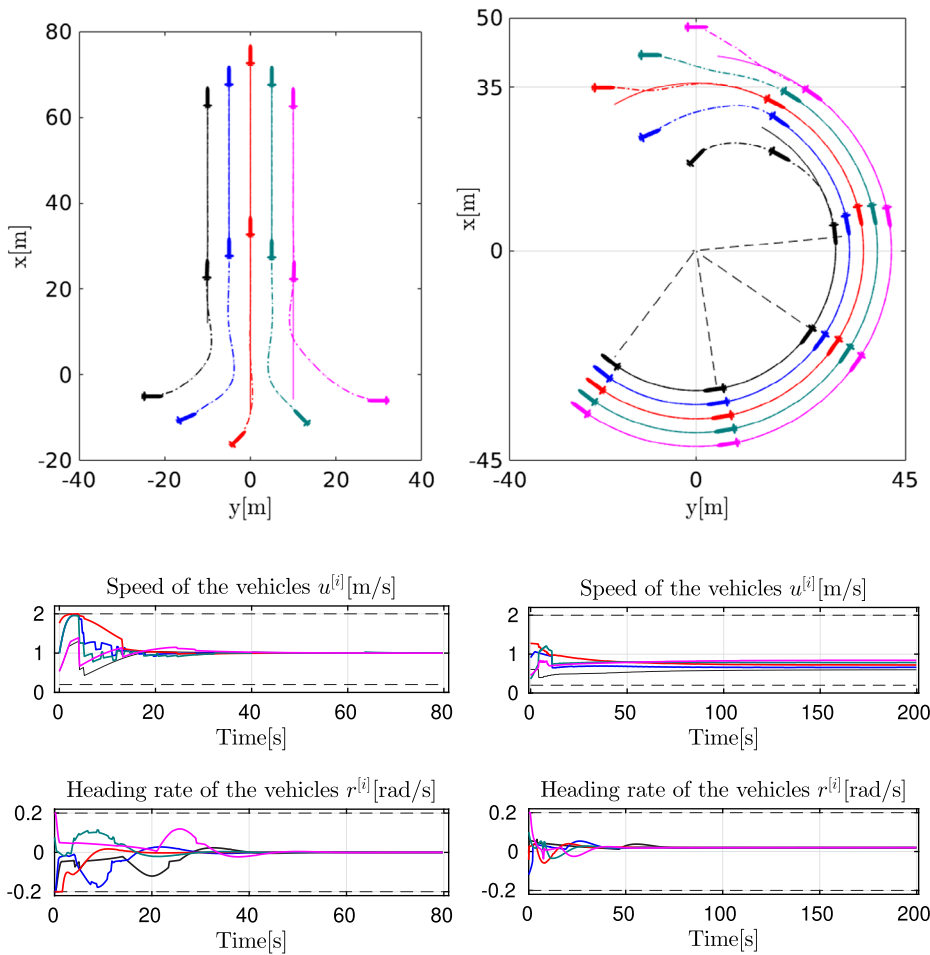 80
60
40
20
0
-20
-40 -20 0 20 40
x[m]
y[m]
50
35
0
-45
-40 0 45
x[m]
y[m]
Speed of the vehicles u^[i][m/s]
2
1
0
0 20 40 60 80
Time[s]
Speed of the vehicles u^[i][m/s]
2
1
0
0 50 100 150 200
Time[s]
Heading rate of the vehicles r^[i][rad/s]
0.2
0
-0.2
0 20 40 60 80
Time[s]
Heading rate of the vehicles r^[i][rad/s]
0.2
0
-0.2
0 50 100 150 200
Time[s]